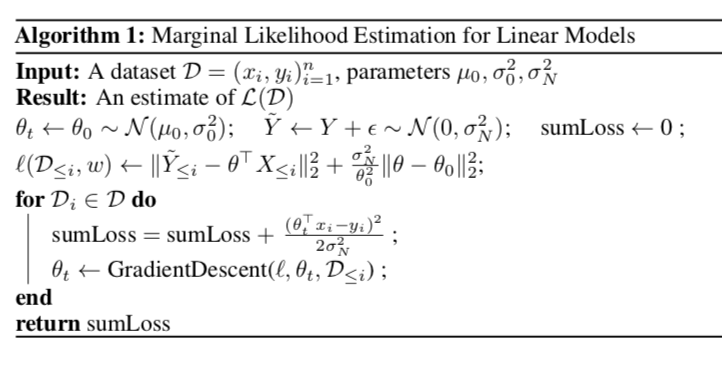 Algorithm 1: Marginal Likelihood Estimation for Linear Models
Input: A dataset $\mathcal{D} = (x_i, y_i)_{i=1}^n$, parameters $\mu_0, \sigma_0^2, \sigma_N^2$
Result: An estimate of $\mathcal{L}(\mathcal{D})$
$\theta_t \leftarrow \theta_0 \sim \mathcal{N}(\mu_0, \sigma_0^2);\quad \tilde{Y} \leftarrow Y + \epsilon \sim \mathcal{N}(0, \sigma_N^2);\quad \text{sumLoss} \leftarrow 0$ ;
$\ell(\mathcal{D}_{\leq i}, w) \leftarrow \|\tilde{Y}_{\leq i} - \theta^\top X_{\leq i}\|_2^2 + \frac{\sigma_N^2}{\theta_0^2}\|\theta - \theta_0\|_2^2;$
for $\mathcal{D}_i \in \mathcal{D}$ do
sumLoss = sumLoss + $\frac{(\theta_t^\top x_i - y_i)^2}{2\sigma_N^2}$ ;
$\theta_t \leftarrow \text{GradientDescent}(\ell, \theta_t, \mathcal{D}_{\leq i})$ ;
end
return sumLoss